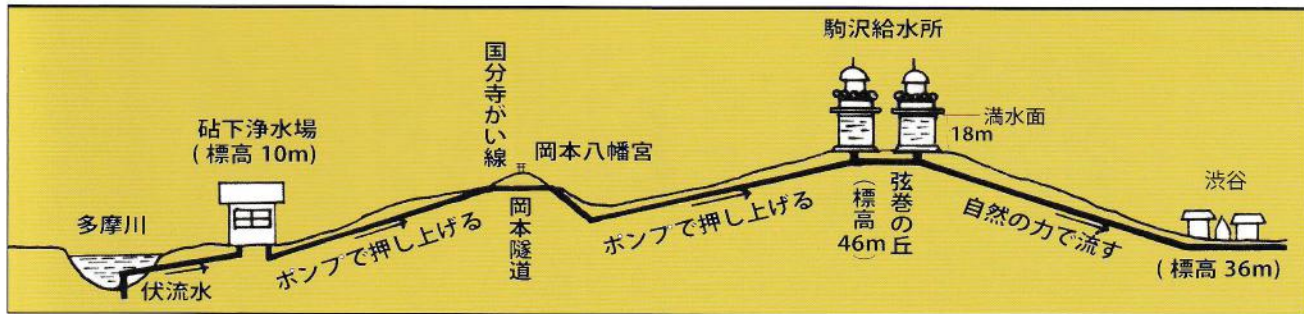 多摩川
伏流水
砧下浄水場
(標高 10m)
ポンプで押し上げる
国分寺がい線
岡本八幡宮
岡本隧道
ポンプで押し上げる
駒沢給水所
満水面
18m
弦巻の丘
(標高46m)
自然の力で流す
渋谷
(標高 36m)